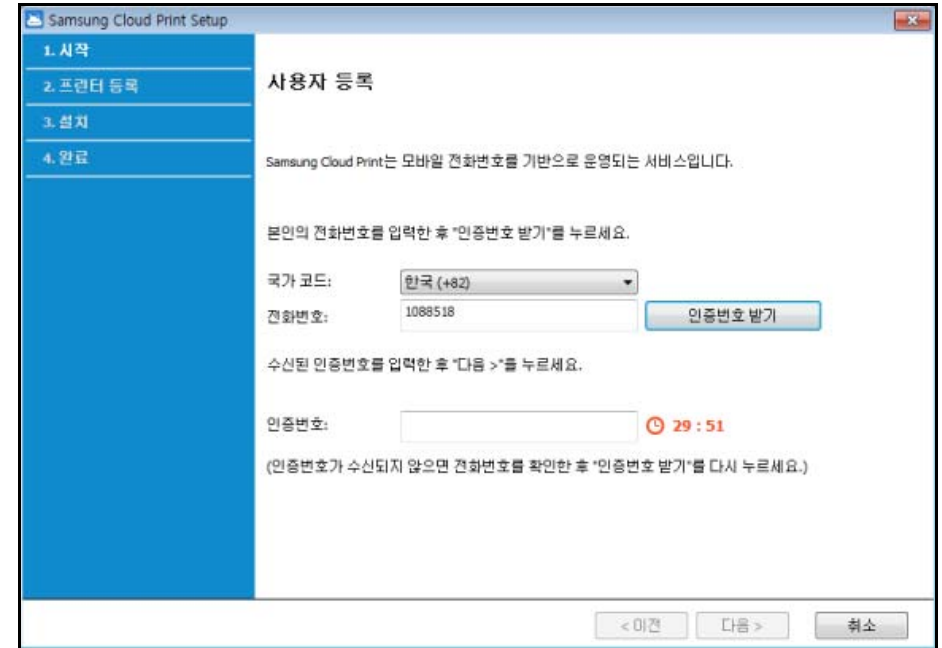 Samsung Cloud Print Setup
1. 시작
2. 프린터 등록
3. 설치
4. 완료
사용자 등록
Samsung Cloud Print는 모바일 전화번호를 기반으로 운영되는 서비스입니다.
본인의 전화번호를 입력한 후 "인증번호 받기"를 누르세요.
국가 코드: 한국 (+82)
전화번호: 1088518 인증번호 받기
수신된 인증번호를 입력한 후 "다음 >"를 누르세요.
인증번호: 29 : 51
(인증번호가 수신되지 않으면 전화번호를 확인한 후 "인증번호 받기"를 다시 누르세요.)
< 이전 다음 > 취소